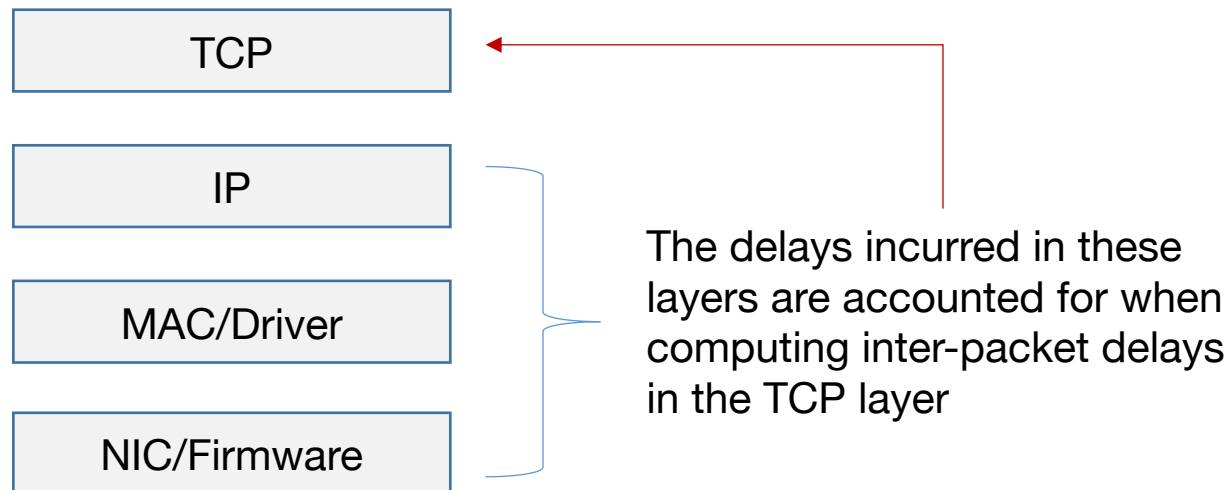 TCP
IP
MAC/Driver
NIC/Firmware
The delays incurred in these
layers are accounted for when
computing inter-packet delays
in the TCP layer